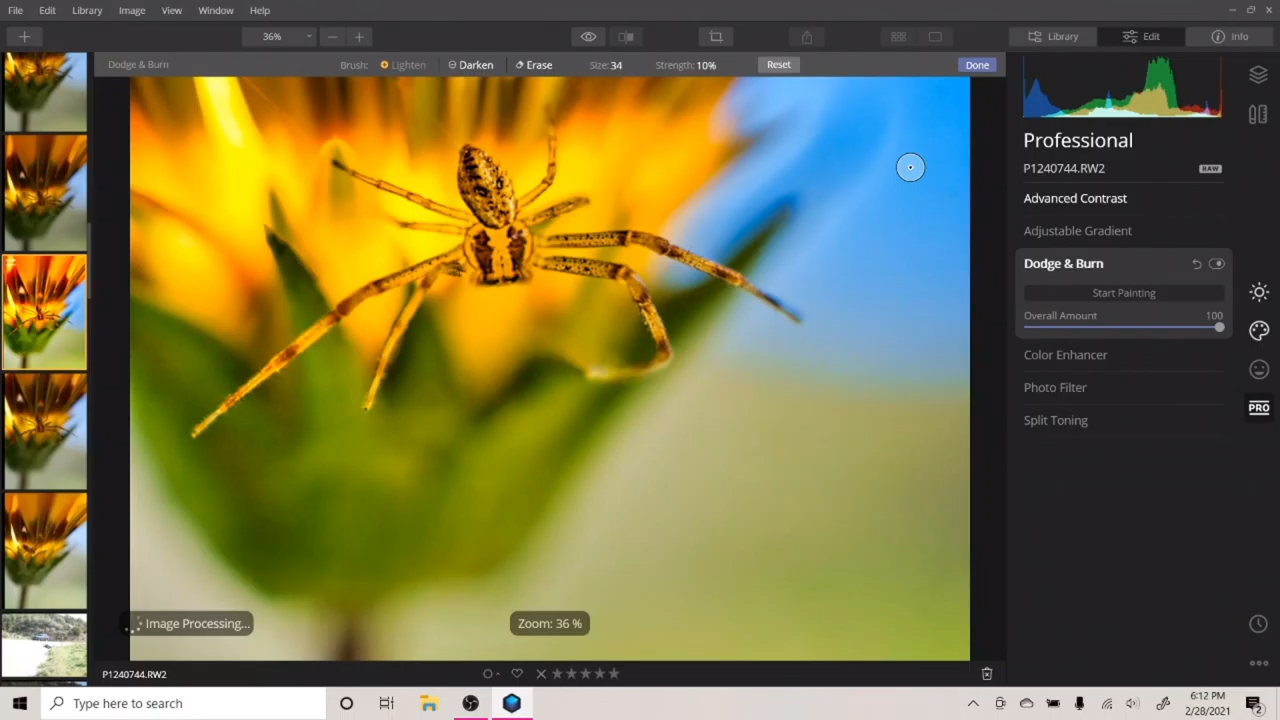 File Edit Library Image View Window Help
36% Library Edit Info
Dodge & Burn Brush: Lighten Darken Erase Size: 34 Strength: 10% Reset Done
Professional
P1240744.RW2 RAW
Advanced Contrast
Adjustable Gradient
Dodge & Burn
Start Painting
Overall Amount 100
Color Enhancer
Photo Filter
Split Toning
PRO
Image Processing... Zoom: 36 %
P1240744.RW2
Type here to search
6:12 PM
2/28/2021
2